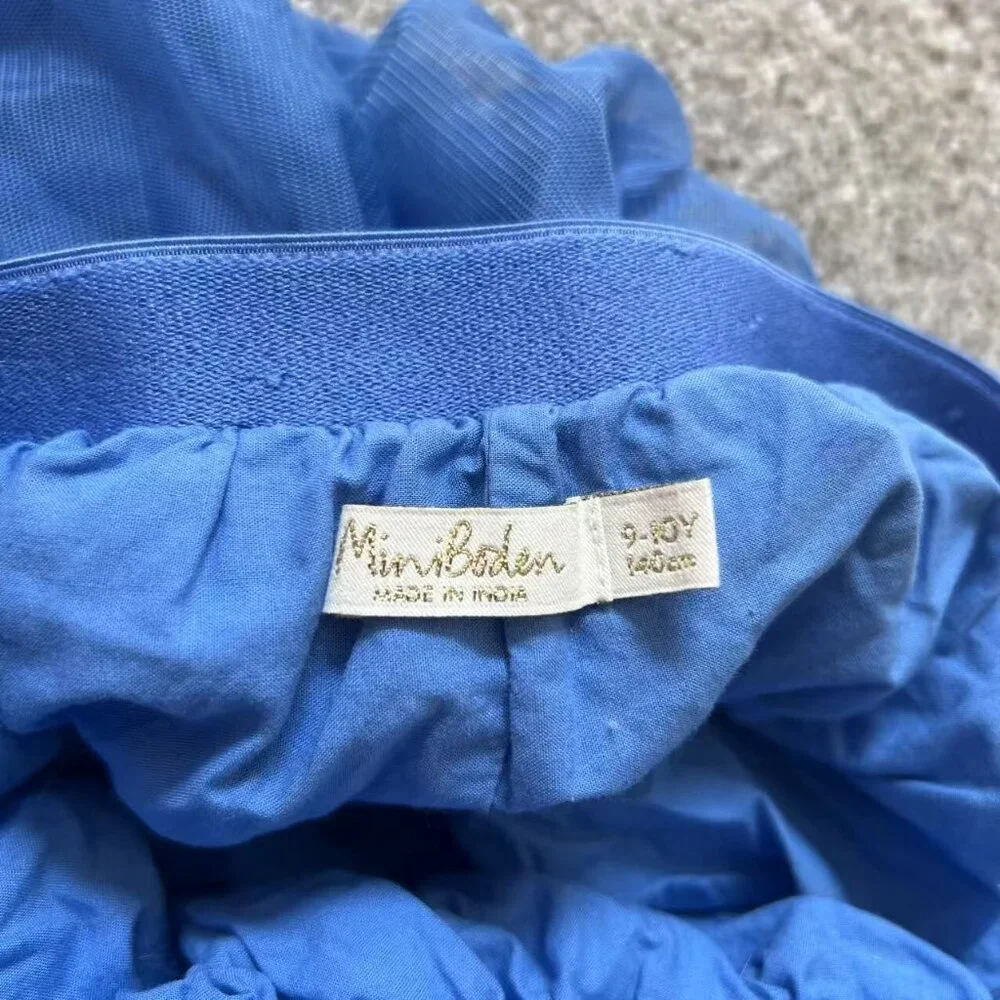 MiniBoden
MADE IN INDIA
9-10Y
140cm